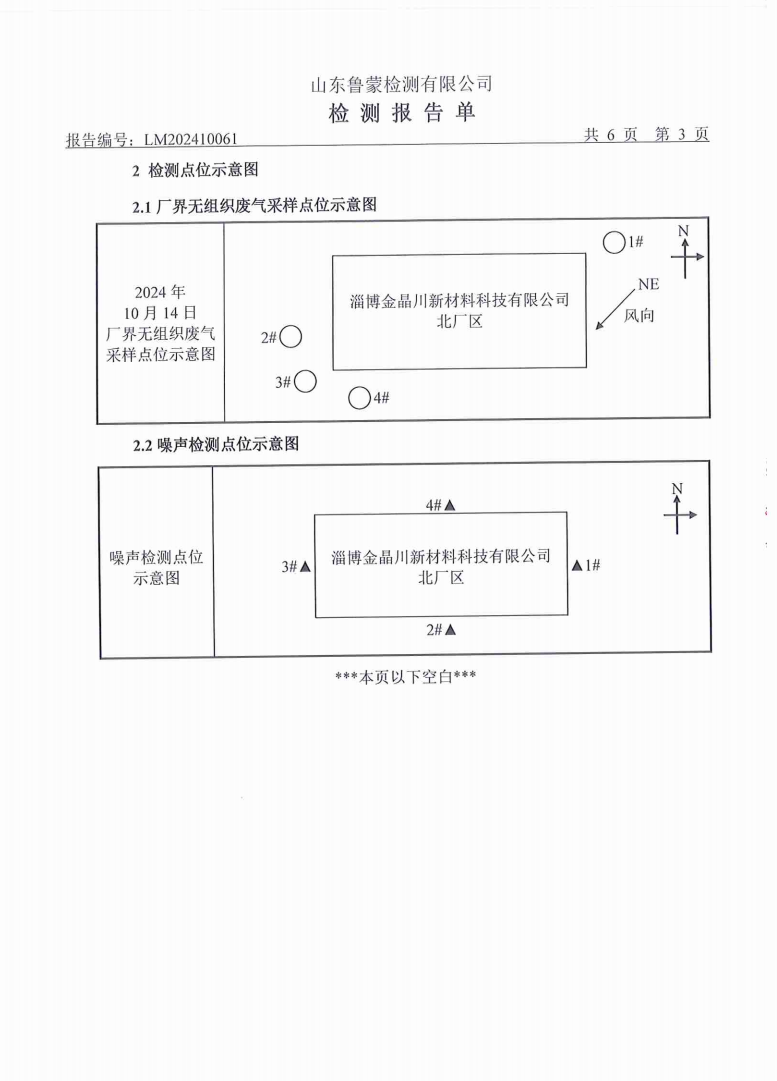 山东鲁蒙检测有限公司
检 测 报 告 单
报告编号：LM202410061 共 6 页 第 3 页
2 检测点位示意图
2.1 厂界无组织废气采样点位示意图
2024 年
10 月 14 日
厂界无组织废气
采样点位示意图
1#
N
淄博金晶川新材料科技有限公司
北厂区
NE
风向
2#
3#
4#
2.2 噪声检测点位示意图
噪声检测点位
示意图
4#▲
N
3#▲
淄博金晶川新材料科技有限公司
北厂区
▲1#
2#▲
***本页以下空白***